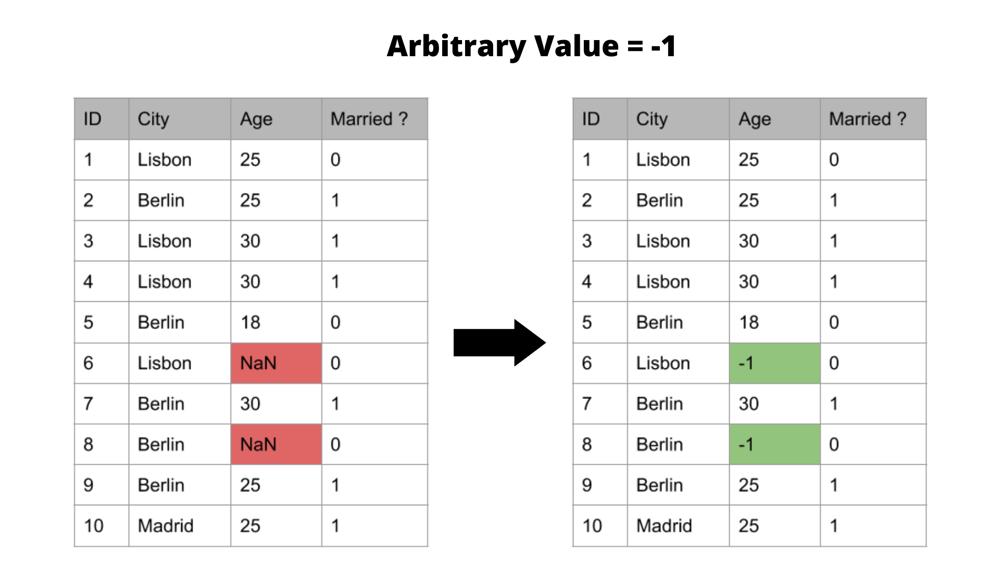 Arbitrary Value = -1
ID City Age Married ?
1 Lisbon 25 0
2 Berlin 25 1
3 Lisbon 30 1
4 Lisbon 30 1
5 Berlin 18 0
6 Lisbon NaN 0
7 Berlin 30 1
8 Berlin NaN 0
9 Berlin 25 1
10 Madrid 25 1
ID City Age Married ?
1 Lisbon 25 0
2 Berlin 25 1
3 Lisbon 30 1
4 Lisbon 30 1
5 Berlin 18 0
6 Lisbon -1 0
7 Berlin 30 1
8 Berlin -1 0
9 Berlin 25 1
10 Madrid 25 1